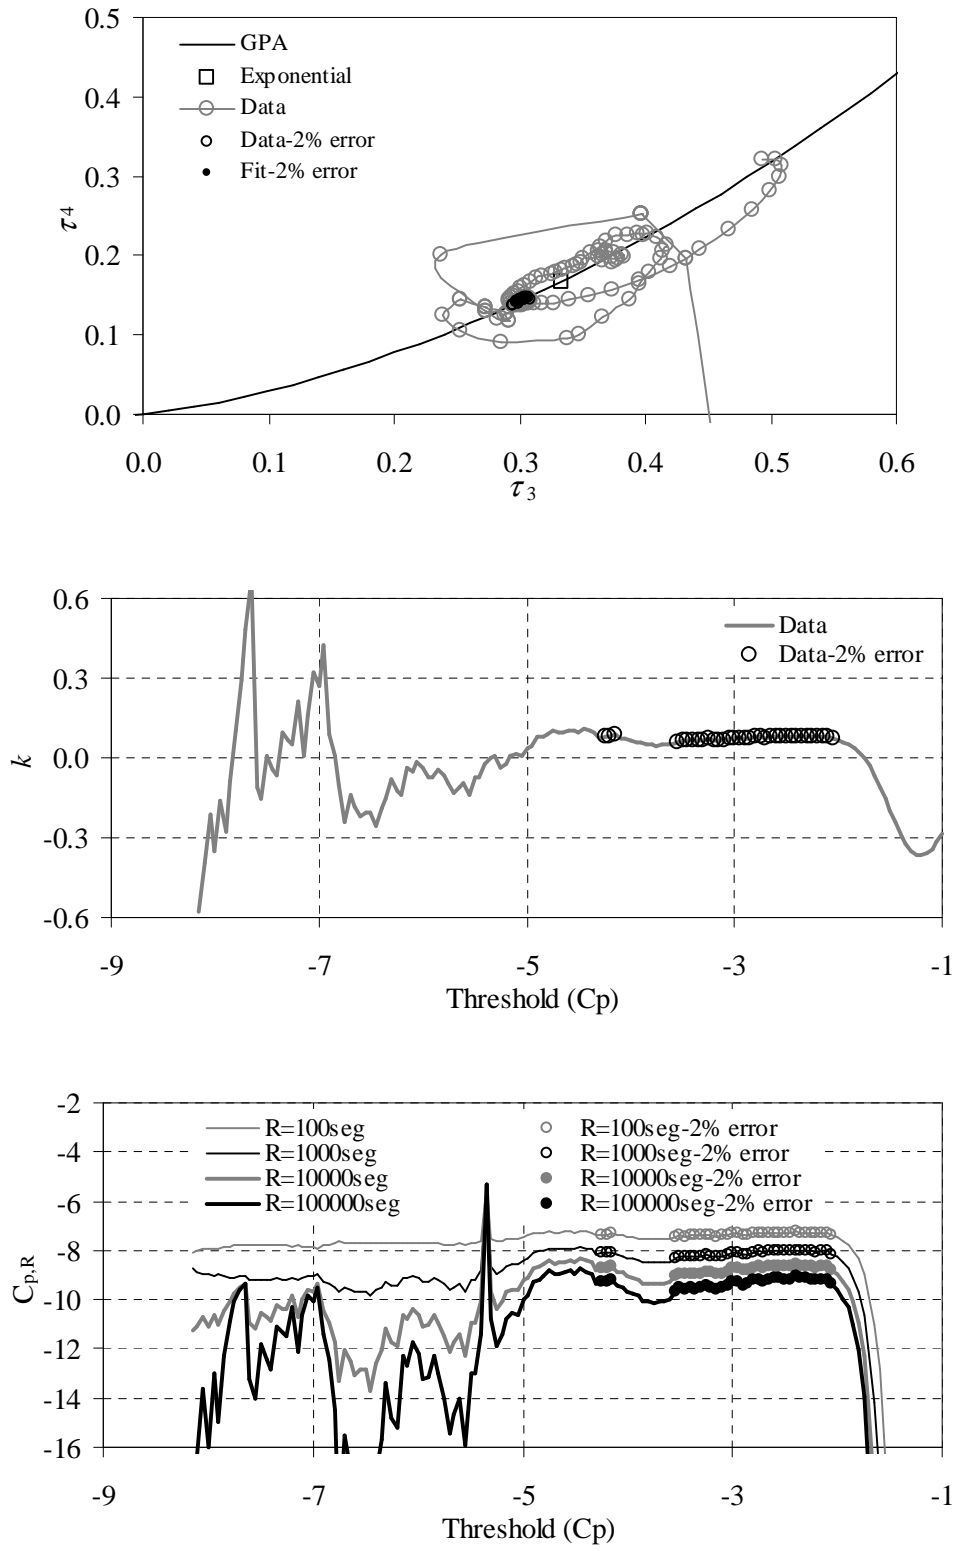 0.5
0.4
0.3
0.2
0.1
0.0
τ4
GPA
Exponential
Data
Data-2% error
Fit-2% error
0.0 0.1 0.2 0.3 0.4 0.5 0.6
τ3
0.6
0.3
0.0
-0.3
-0.6
k
Data
Data-2% error
-9 -7 -5 -3 -1
Threshold (Cp)
-2
-4
-6
-8
-10
-12
-14
-16
Cp,R
R=100seg R=100seg-2% error
R=1000seg R=1000seg-2% error
R=10000seg R=10000seg-2% error
R=100000seg R=100000seg-2% error
-9 -7 -5 -3 -1
Threshold (Cp)